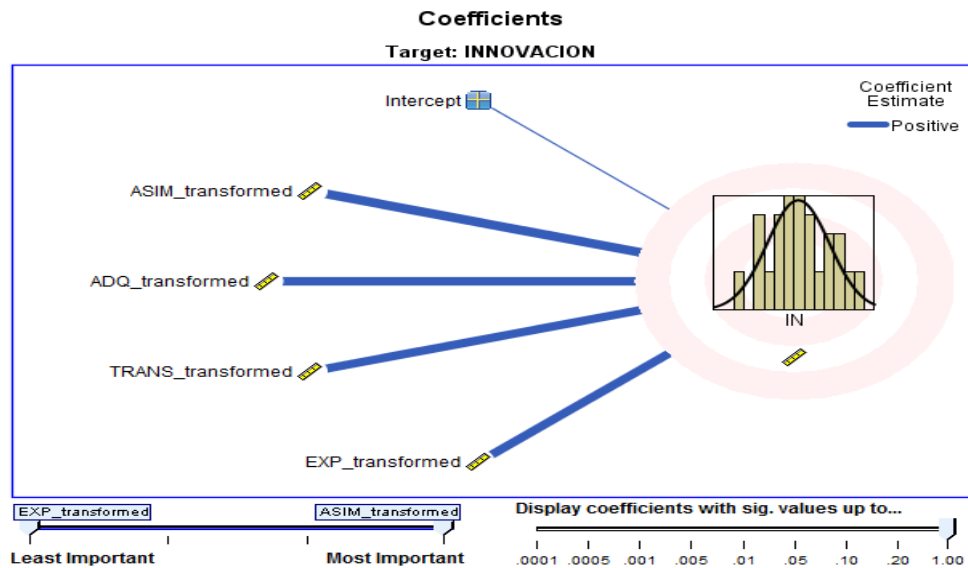 Coefficients
Target: INNOVACION
Intercept
Coefficient
Estimate
Positive
ASIM_transformed
ADQ_transformed
IN
TRANS_transformed
EXP_transformed
EXP_transformed ASIM_transformed
Least Important Most Important
Display coefficients with sig. values up to...
.0001 .0005 .001 .005 .01 .05 .10 .20 1.00